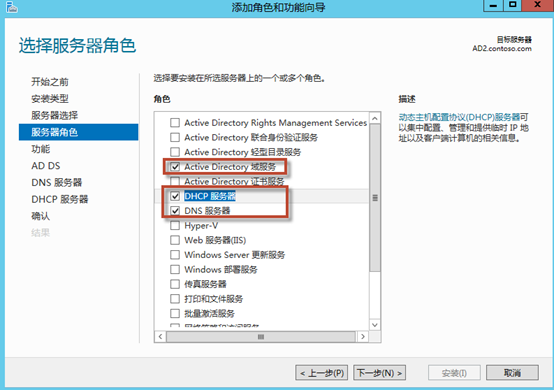 添加角色和功能向导
选择服务器角色
目标服务器
AD2.contoso.com
开始之前
安装类型
服务器选择
服务器角色
功能
AD DS
DNS 服务器
DHCP 服务器
确认
结果
选择要安装在所选服务器上的一个或多个角色。
角色
Active Directory Rights Management Services
Active Directory 联合身份验证服务
Active Directory 轻型目录服务
Active Directory 域服务
Active Directory 证书服务
DHCP 服务器
DNS 服务器
Hyper-V
Web 服务器(IIS)
Windows Server 更新服务
Windows 部署服务
传真服务器
打印和文件服务
批量激活服务
描述
动态主机配置协议(DHCP)服务器可
以集中配置、管理和提供临时 IP 地
址以及客户端计算机的相关信息。
< 上一步(P)
下一步(N) >
安装(I)
取消